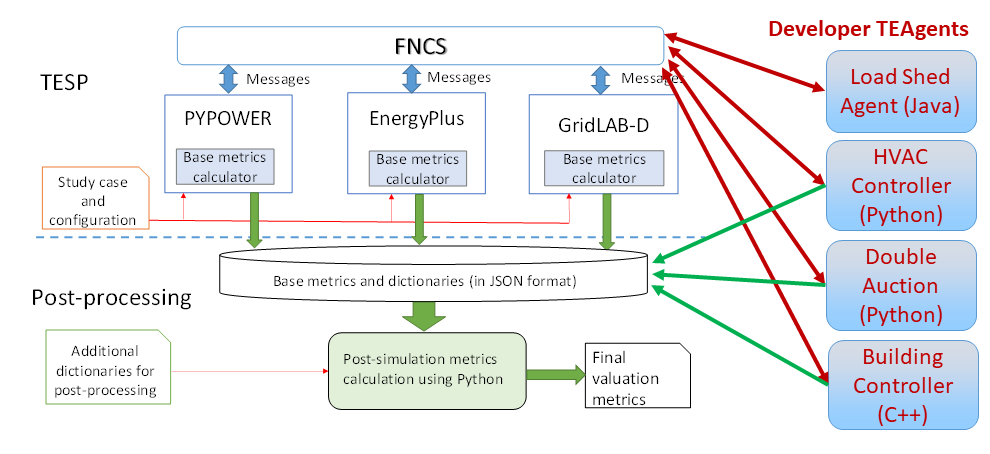 Developer TEAgents
FNCS
TESP
Messages
Messages
Messages
Load Shed
Agent (Java)
PYPOWER
EnergyPlus
GridLAB-D
Base metrics
calculator
Base metrics
calculator
Base metrics
calculator
HVAC
Controller
(Python)
Study case
and
configuration
Double
Auction
(Python)
Base metrics and dictionaries (in JSON format)
Post-processing
Additional
dictionaries for
post-processing
Post-simulation metrics
calculation using Python
Final
valuation
metrics
Building
Controller
(C++)